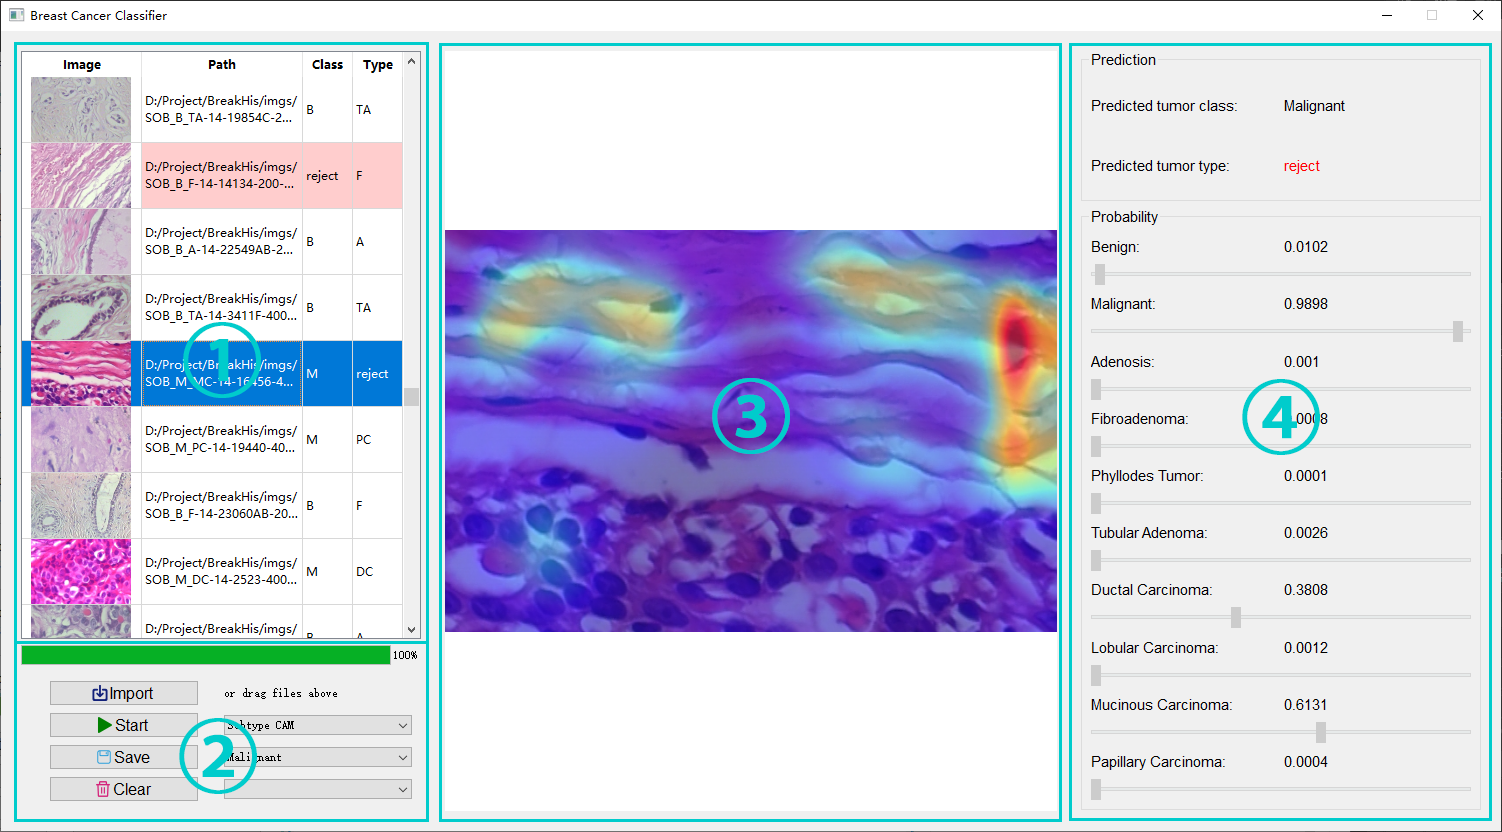 Breast Cancer Classifier
Image Path Class Type
D:/Project/BreakHis/imgs/
SOB_B_TA-14-19854C-2... B TA
D:/Project/BreakHis/imgs/
SOB_B_F-14-14134-200-... reject F
D:/Project/BreakHis/imgs/
SOB_B_A-14-22549AB-2... B A
D:/Project/BreakHis/imgs/
SOB_B_TA-14-3411F-400... B TA
①
D:/Project/BreakHis/imgs/
SOB_M_MC-14-16456-4... M reject
D:/Project/BreakHis/imgs/
SOB_M_PC-14-19440-40... M PC
D:/Project/BreakHis/imgs/
SOB_B_F-14-23060AB-20... B F
D:/Project/BreakHis/imgs/
SOB_M_DC-14-2523-400... M DC
D:/Project/BreakHis/imgs/ B A
100%
Import or drag files above
Start Subtype CAM
Save Malignant
②
Clear
③
Prediction
Predicted tumor class: Malignant
Predicted tumor type: reject
Probability
Benign: 0.0102
Malignant: 0.9898
Adenosis: 0.001
Fibroadenoma: 0.0008
④
Phyllodes Tumor: 0.0001
Tubular Adenoma: 0.0026
Ductal Carcinoma: 0.3808
Lobular Carcinoma: 0.0012
Mucinous Carcinoma: 0.6131
Papillary Carcinoma: 0.0004